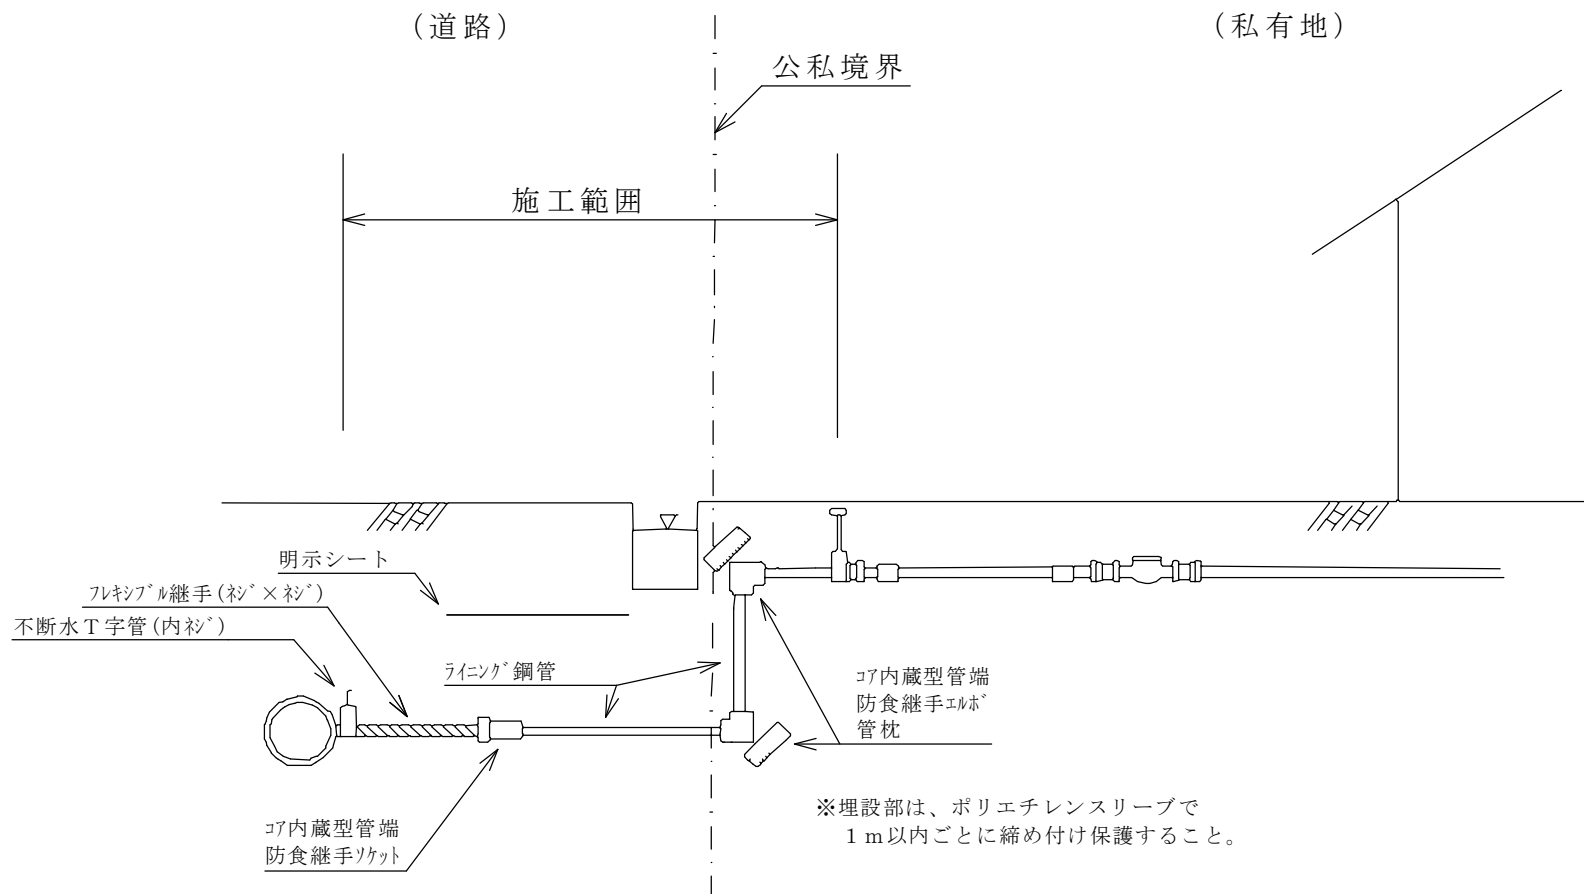 (道路)
(私有地)
公私境界
施工範囲
明示シート
ﾌﾚｷｼﾌﾞﾙ継手(ﾈｼﾞ×ﾈｼﾞ)
不断水Ｔ字管(内ﾈｼﾞ)
ﾗｲﾆﾝｸﾞ鋼管
ｺｱ内蔵型管端
防食継手ｴﾙﾎﾞ
管枕
※埋設部は、ポリエチレンスリーブで
１ｍ以内ごとに締め付け保護すること。
ｺｱ内蔵型管端
防食継手ｿｹｯﾄ